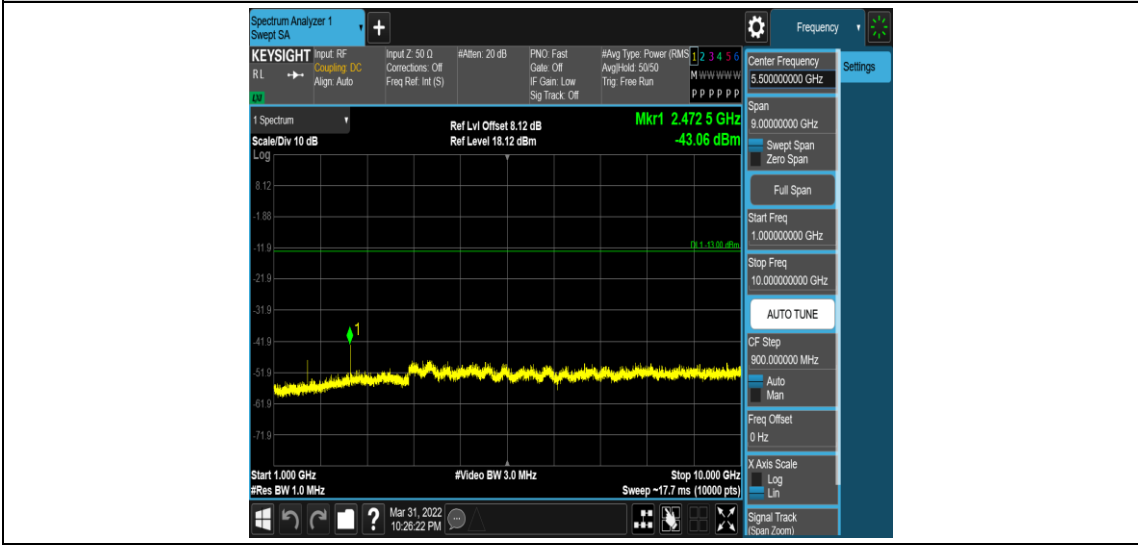 Spectrum Analyzer 1
Swept SA
Frequency
KEYSIGHT
Input: RF
Coupling: DC
Align: Auto
RL
LXI
Input Z: 50 Ω
Corrections: Off
Freq Ref: Int (S)
#Atten: 20 dB
PNO: Fast
Gate: Off
IF Gain: Low
Sig Track: Off
#Avg Type: Power (RMS
Avg|Hold: 50/50
Trig: Free Run
1 2 3 4 5 6
M W W W W W
P P P P P P
1 Spectrum
Scale/Div 10 dB
Log
Ref Lvl Offset 8.12 dB
Ref Level 18.12 dBm
Mkr1 2.472 5 GHz
-43.06 dBm
8.12
-1.88
-11.9
DL1 -13.00 dBm
-21.9
-31.9
1
-41.9
-51.9
-61.9
-71.9
Start 1.000 GHz
#Res BW 1.0 MHz
#Video BW 3.0 MHz
Stop 10.000 GHz
Sweep ~17.7 ms (10000 pts)
?
Mar 31, 2022
10:26:22 PM
Center Frequency
5.500000000 GHz
Settings
Span
9.00000000 GHz
Swept Span
Zero Span
Full Span
Start Freq
1.000000000 GHz
Stop Freq
10.000000000 GHz
AUTO TUNE
CF Step
900.000000 MHz
Auto
Man
Freq Offset
0 Hz
X Axis Scale
Log
Lin
Signal Track
(Span Zoom)